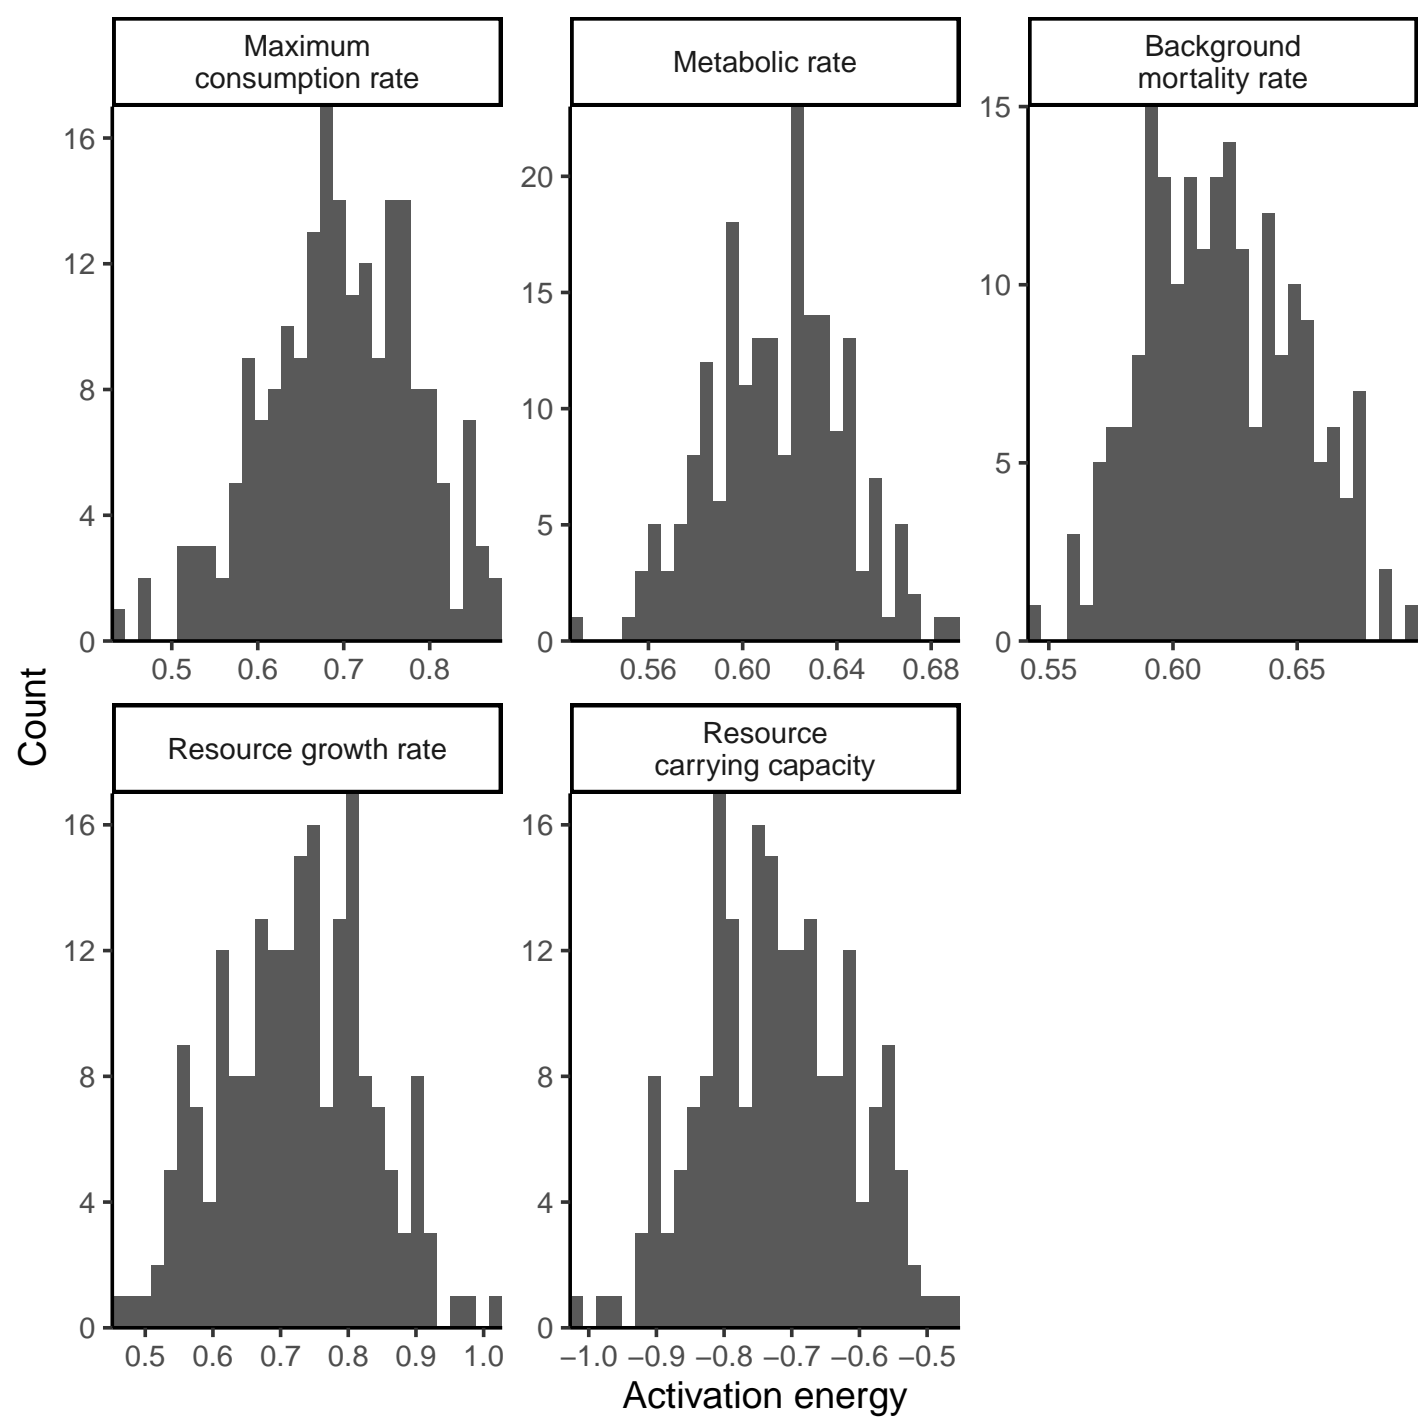 Maximum
consumption rate
Metabolic rate
Background
mortality rate
16
12
8
4
0
0.5 0.6 0.7 0.8
20
15
10
5
0
0.56 0.60 0.64 0.68
15
10
5
0
0.55 0.60 0.65
Count
Resource growth rate
Resource
carrying capacity
16
12
8
4
0
0.5 0.6 0.7 0.8 0.9 1.0
16
12
8
4
0
−1.0 −0.9 −0.8 −0.7 −0.6 −0.5
Activation energy